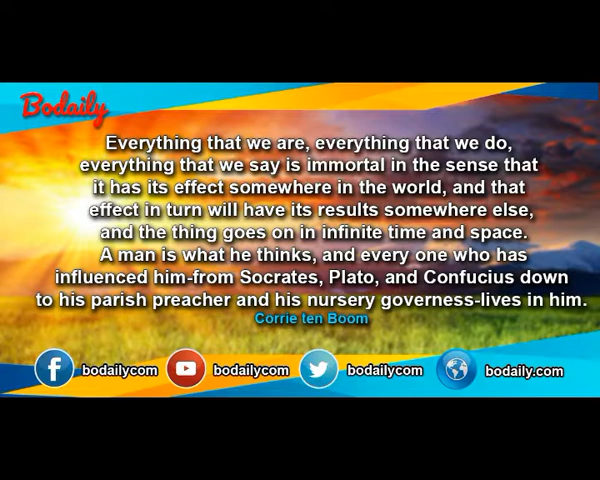 Bodaily
Everything that we are, everything that we do,
everything that we say is immortal in the sense that
it has its effect somewhere in the world, and that
effect in turn will have its results somewhere else,
and the thing goes on in infinite time and space.
A man is what he thinks, and every one who has
influenced him-from Socrates, Plato, and Confucius down
to his parish preacher and his nursery governess-lives in him.
Corrie ten Boom
f bodailycom bodailycom bodailycom bodaily.com